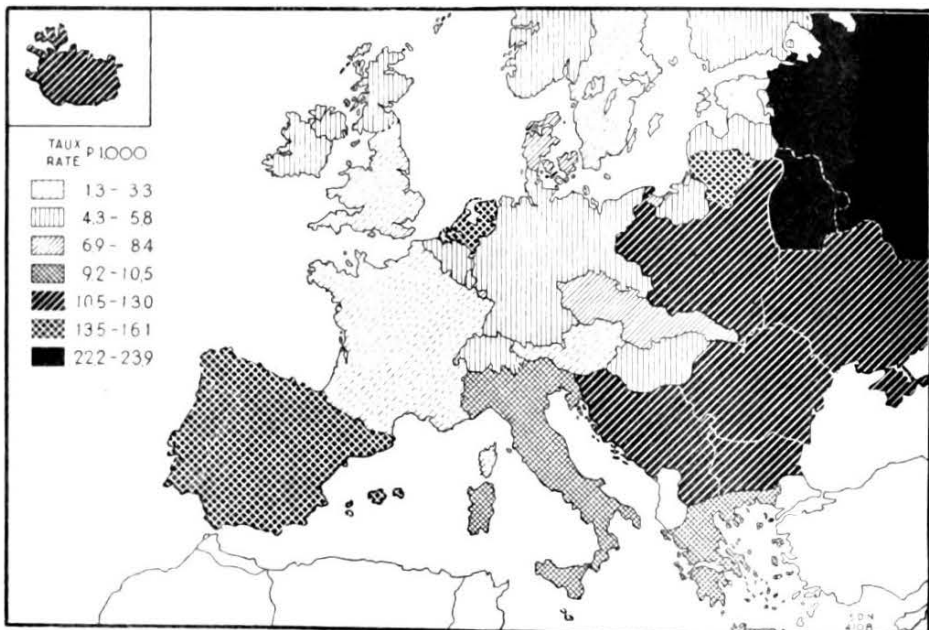 TAUX
RATE P 1,000
1.3 - 3.3
4.3 - 5.8
6.9 - 8.4
9.2 - 10.5
10.5 - 13.0
13.5 - 16.1
22.2 - 23.9
S D N
4108